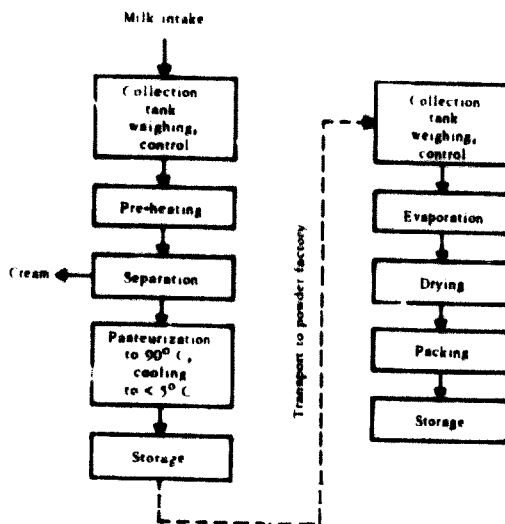 Milk intake
Collection
tank
weighing,
control
Pre-heating
Cream
Separation
Pasteurization
to 90° C,
cooling
to < 5° C
Storage
Transport to powder factory
Collection
tank
weighing,
control
Evaporation
Drying
Packing
Storage